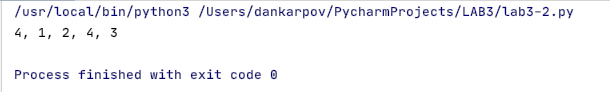 /usr/local/bin/python3 /Users/dankarpov/PycharmProjects/LAB3/lab3-2.py
4, 1, 2, 4, 3
Process finished with exit code 0